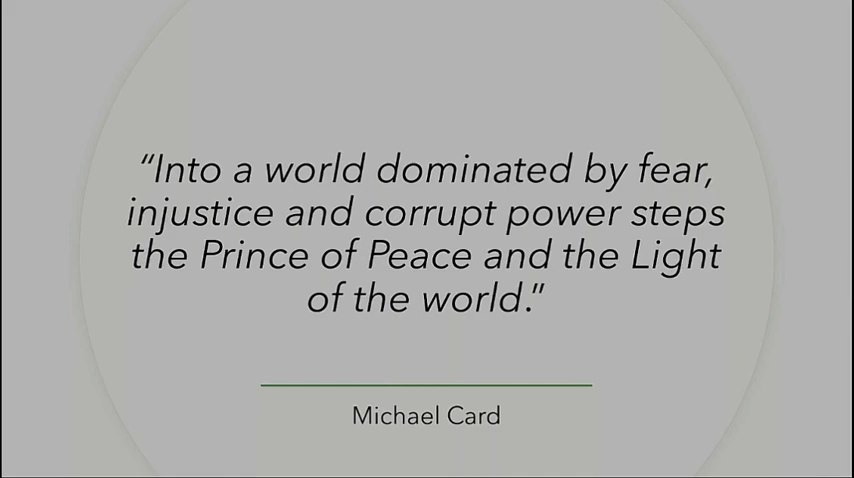 “Into a world dominated by fear,
injustice and corrupt power steps
the Prince of Peace and the Light
of the world.”
Michael Card